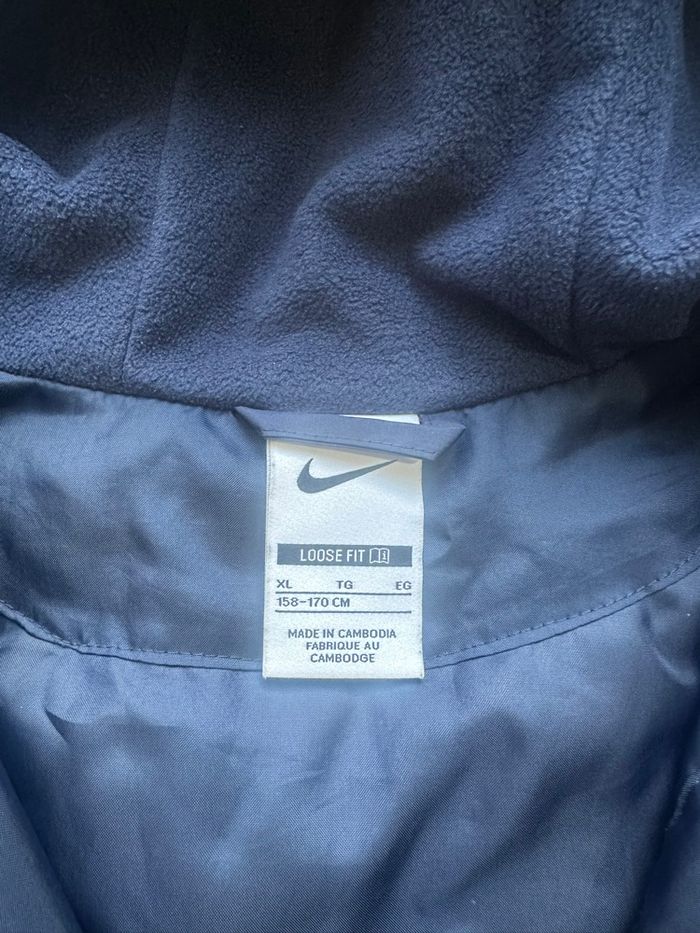 LOOSE FIT
XL TG EG
158-170 CM
MADE IN CAMBODIA
FABRIQUE AU
CAMBODGE